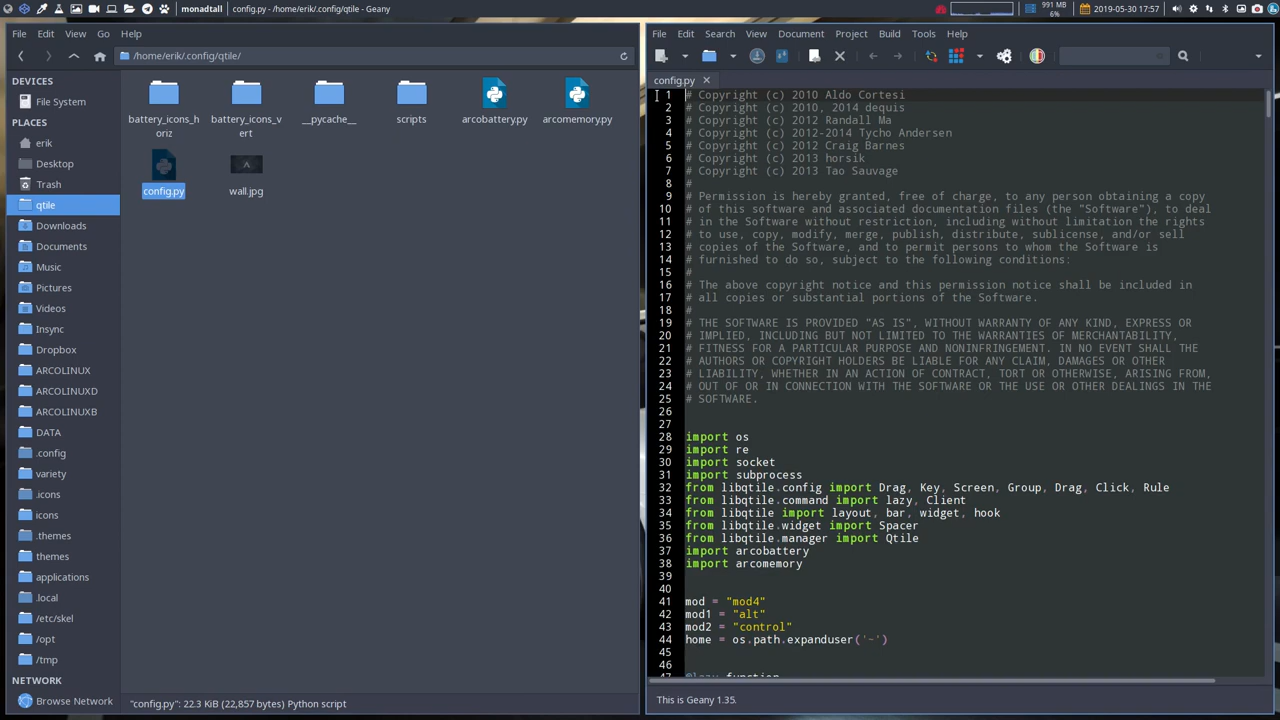 monadtall
config.py - /home/erik/.config/qtile - Geany
991 MB
6%
2019-05-30 17:57
File Edit View Go Help
/home/erik/.config/qtile/
DEVICES
File System
PLACES
erik
Desktop
Trash
qtile
Downloads
Documents
Music
Pictures
Videos
Insync
Dropbox
ARCOLINUX
ARCOLINUXD
ARCOLINUXB
DATA
.config
variety
.icons
icons
.themes
themes
applications
.local
/etc/skel
/opt
/tmp
NETWORK
Browse Network
battery_icons_h
oriz
battery_icons_v
ert
__pycache__
scripts
arcobattery.py
arcomemory.py
config.py
wall.jpg
"config.py": 22.3 KiB (22,857 bytes) Python script
File Edit Search View Document Project Build Tools Help
config.py
1 # Copyright (c) 2010 Aldo Cortesi
2 # Copyright (c) 2010, 2014 dequis
3 # Copyright (c) 2012 Randall Ma
4 # Copyright (c) 2012-2014 Tycho Andersen
5 # Copyright (c) 2012 Craig Barnes
6 # Copyright (c) 2013 horsik
7 # Copyright (c) 2013 Tao Sauvage
8 #
9 # Permission is hereby granted, free of charge, to any person obtaining a copy
10 # of this software and associated documentation files (the "Software"), to deal
11 # in the Software without restriction, including without limitation the rights
12 # to use, copy, modify, merge, publish, distribute, sublicense, and/or sell
13 # copies of the Software, and to permit persons to whom the Software is
14 # furnished to do so, subject to the following conditions:
15 #
16 # The above copyright notice and this permission notice shall be included in
17 # all copies or substantial portions of the Software.
18 #
19 # THE SOFTWARE IS PROVIDED "AS IS", WITHOUT WARRANTY OF ANY KIND, EXPRESS OR
20 # IMPLIED, INCLUDING BUT NOT LIMITED TO THE WARRANTIES OF MERCHANTABILITY,
21 # FITNESS FOR A PARTICULAR PURPOSE AND NONINFRINGEMENT. IN NO EVENT SHALL THE
22 # AUTHORS OR COPYRIGHT HOLDERS BE LIABLE FOR ANY CLAIM, DAMAGES OR OTHER
23 # LIABILITY, WHETHER IN AN ACTION OF CONTRACT, TORT OR OTHERWISE, ARISING FROM,
24 # OUT OF OR IN CONNECTION WITH THE SOFTWARE OR THE USE OR OTHER DEALINGS IN THE
25 # SOFTWARE.
26
27
28 import os
29 import re
30 import socket
31 import subprocess
32 from libqtile.config import Drag, Key, Screen, Group, Drag, Click, Rule
33 from libqtile.command import lazy, Client
34 from libqtile import layout, bar, widget, hook
35 from libqtile.widget import Spacer
36 from libqtile.manager import Qtile
37 import arcobattery
38 import arcomemory
39
40
41 mod = "mod4"
42 mod1 = "alt"
43 mod2 = "control"
44 home = os.path.expanduser('~')
45
46
47 @lazy.function
This is Geany 1.35.